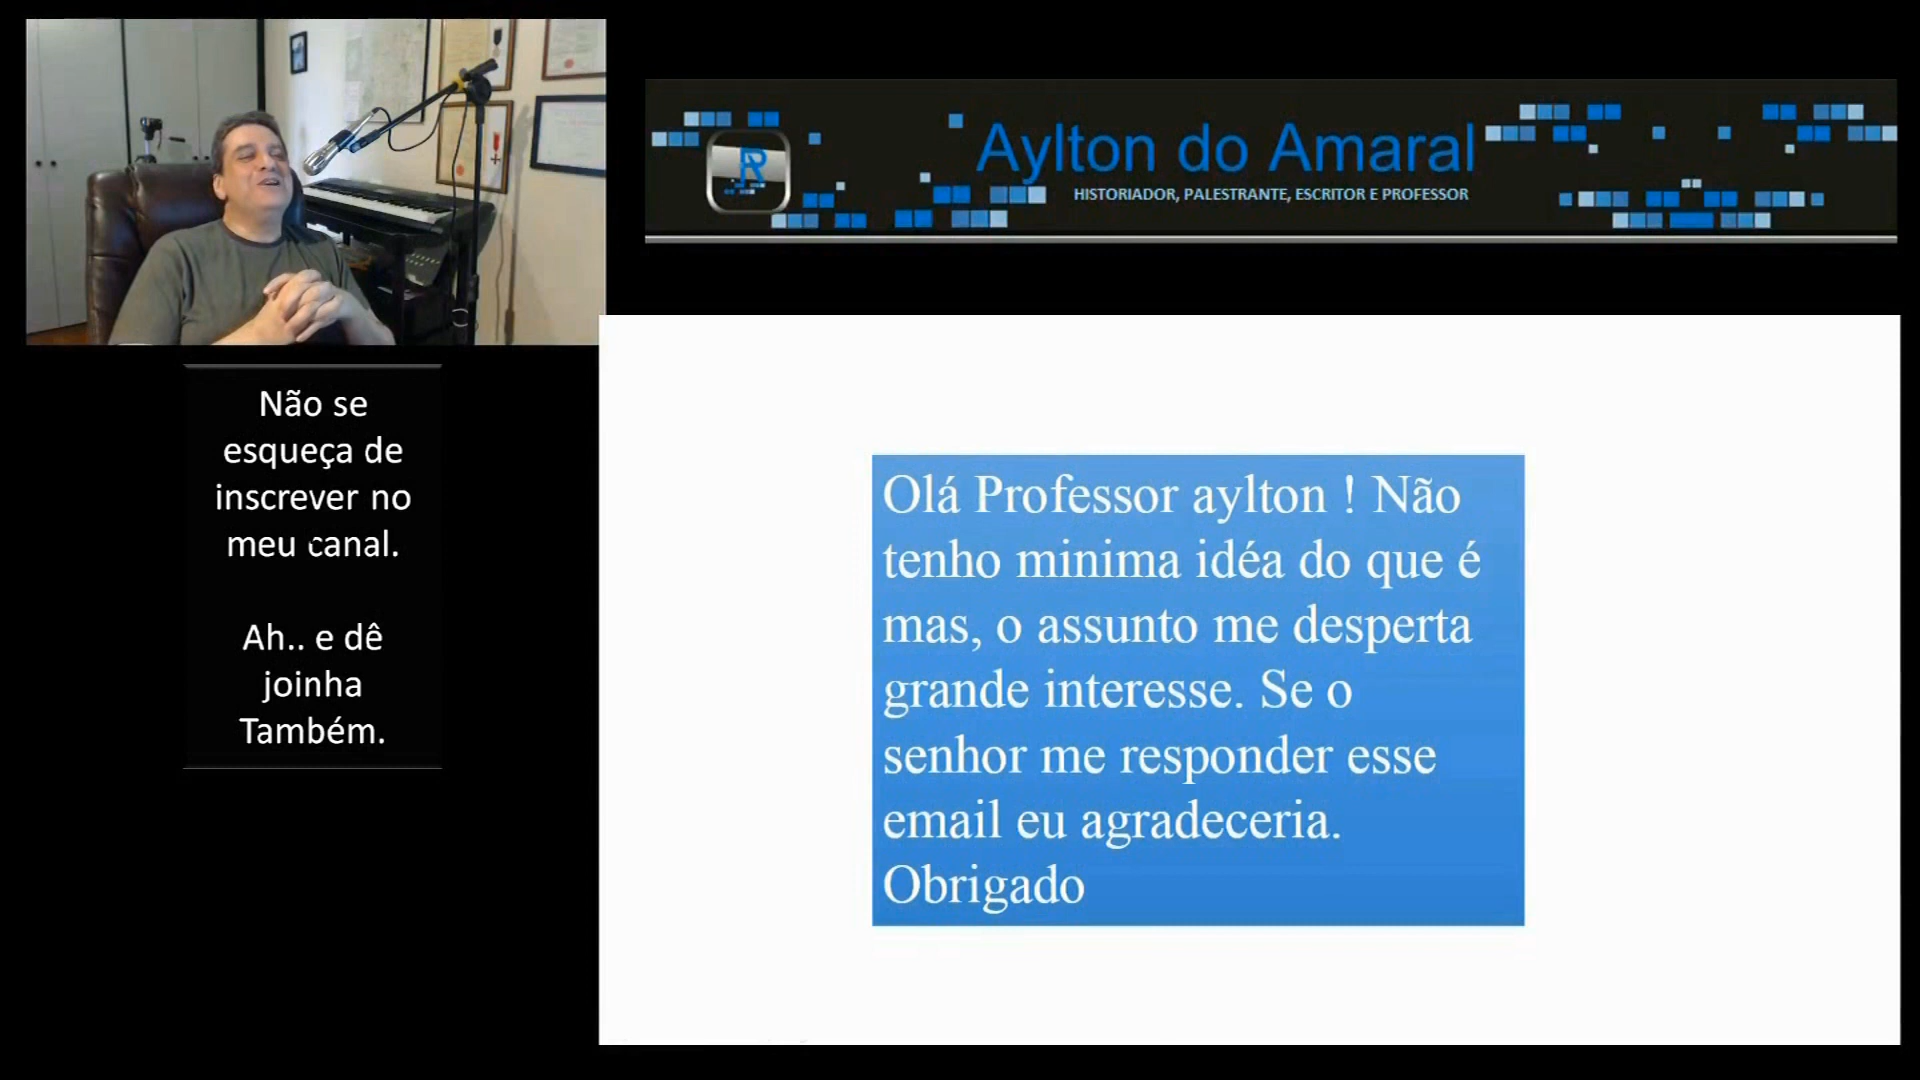 Aylton do Amaral
HISTORIADOR, PALESTRANTE, ESCRITOR E PROFESSOR
Não se
esqueça de
inscrever no
meu canal.
Ah.. e dê
joinha
Também.
Olá Professor aylton ! Não
tenho minima idéa do que é
mas, o assunto me desperta
grande interesse. Se o
senhor me responder esse
email eu agradeceria.
Obrigado